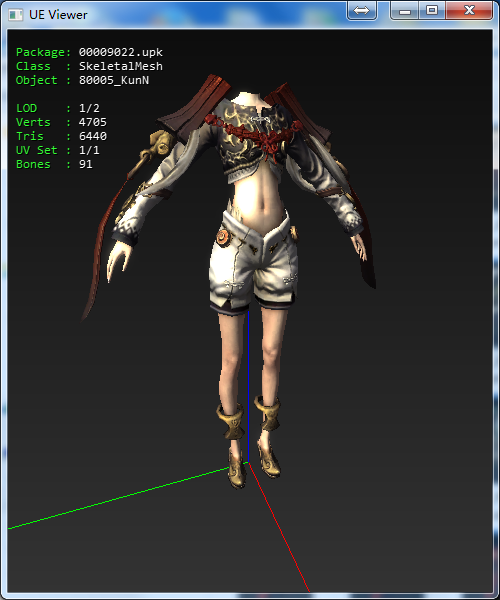 UE Viewer
Package: 00009022.upk
Class : SkeletalMesh
Object : 80005_KunN
LOD : 1/2
Verts : 4705
Tris : 6440
UV Set : 1/1
Bones : 91